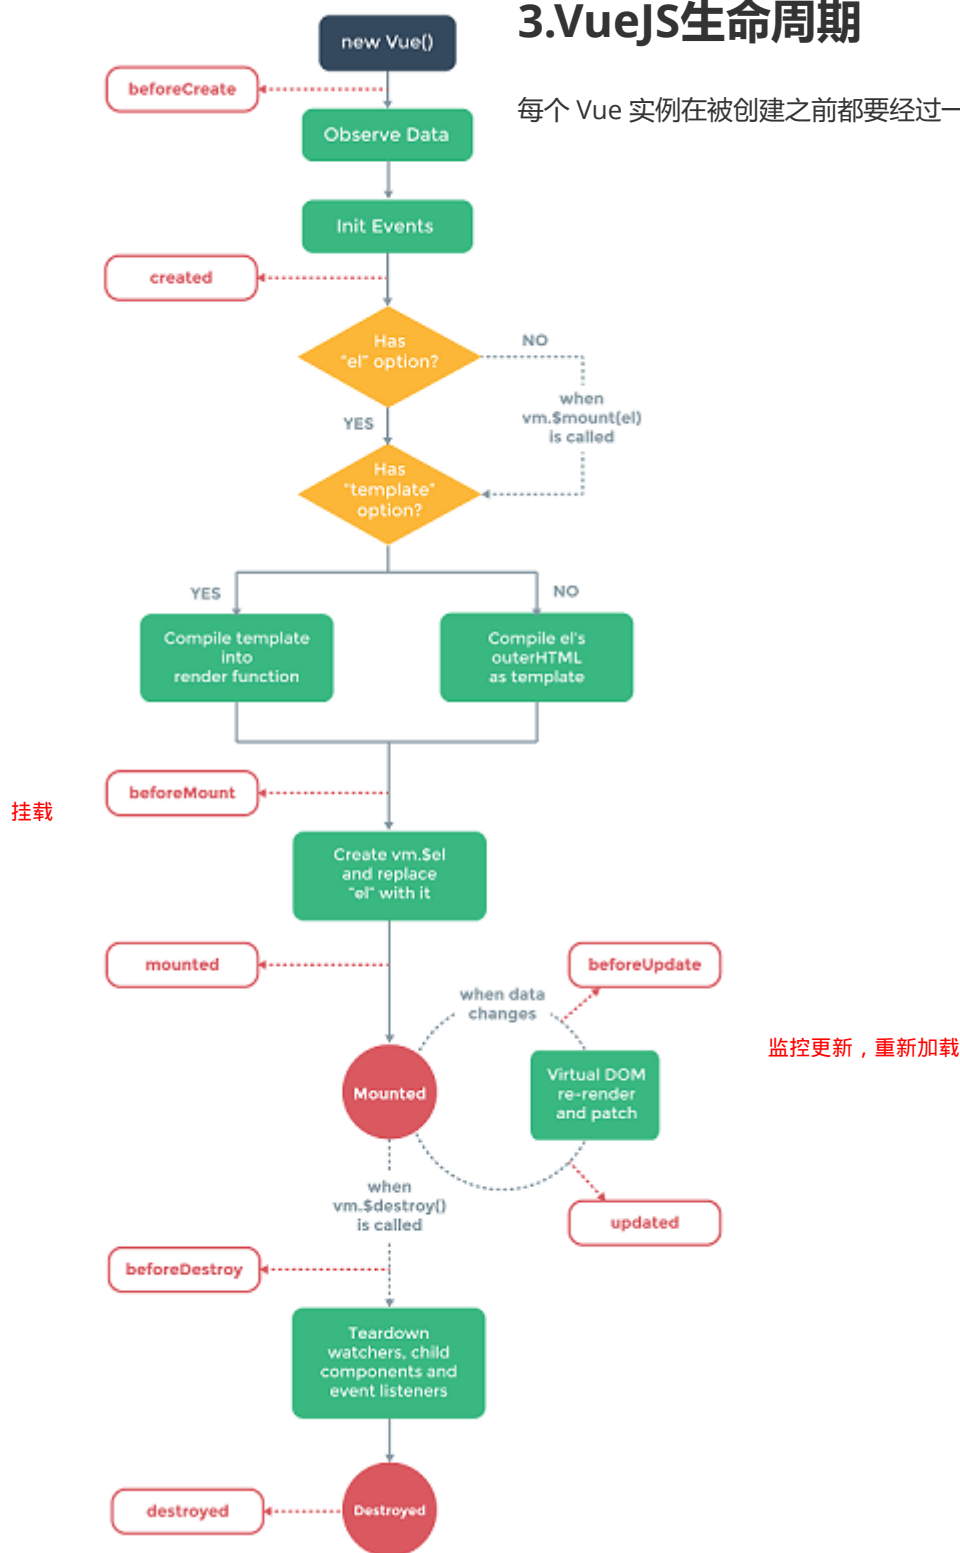 3.VueJS生命周期
new Vue()
beforeCreate
每个 Vue 实例在被创建之前都要经过一
Observe Data
Init Events
created
Has
"el" option?
NO
when
vm.$mount(el)
is called
YES
Has
"template"
option?
YES
NO
Compile template
into
render function
Compile el's
outerHTML
as template
beforeMount
挂载
Create vm.$el
and replace
"el" with it
mounted
beforeUpdate
when data
changes
监控更新，重新加载
Mounted
Virtual DOM
re-render
and patch
when
vm.$destroy()
is called
updated
beforeDestroy
Teardown
watchers, child
components and
event listeners
destroyed
Destroyed